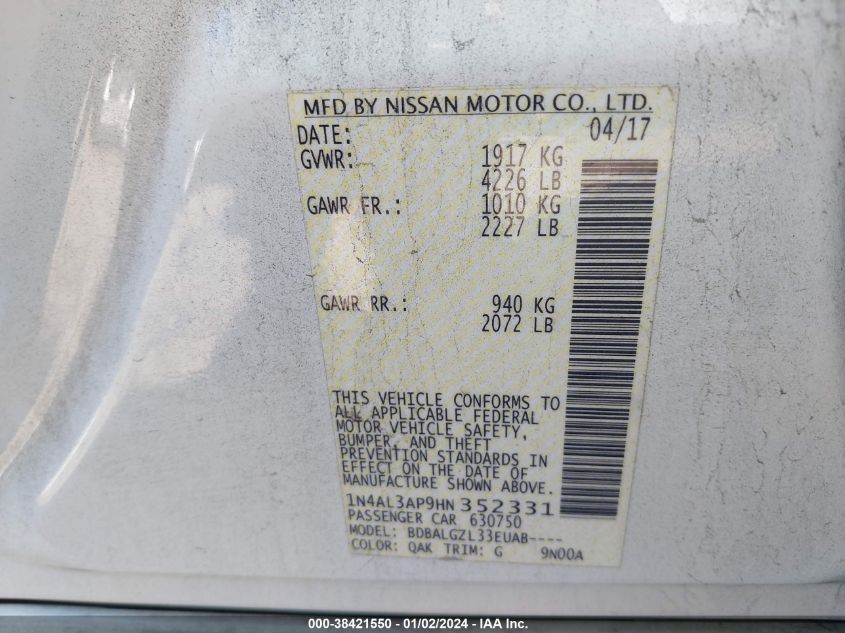 MFD BY NISSAN MOTOR CO., LTD.
DATE: 04/17
GVWR: 1917 KG
4226 LB
GAWR FR.: 1010 KG
2227 LB
GAWR RR.: 940 KG
2072 LB
THIS VEHICLE CONFORMS TO
ALL APPLICABLE FEDERAL
MOTOR VEHICLE SAFETY,
BUMPER, AND THEFT
PREVENTION STANDARDS IN
EFFECT ON THE DATE OF
MANUFACTURE SHOWN ABOVE.
1N4AL3AP9HN 352331
PASSENGER CAR 630750
MODEL: BDBALGZL33EUAB----
COLOR: QAK TRIM: G 9N00A
000-38421550 - 01/02/2024 - IAA Inc.